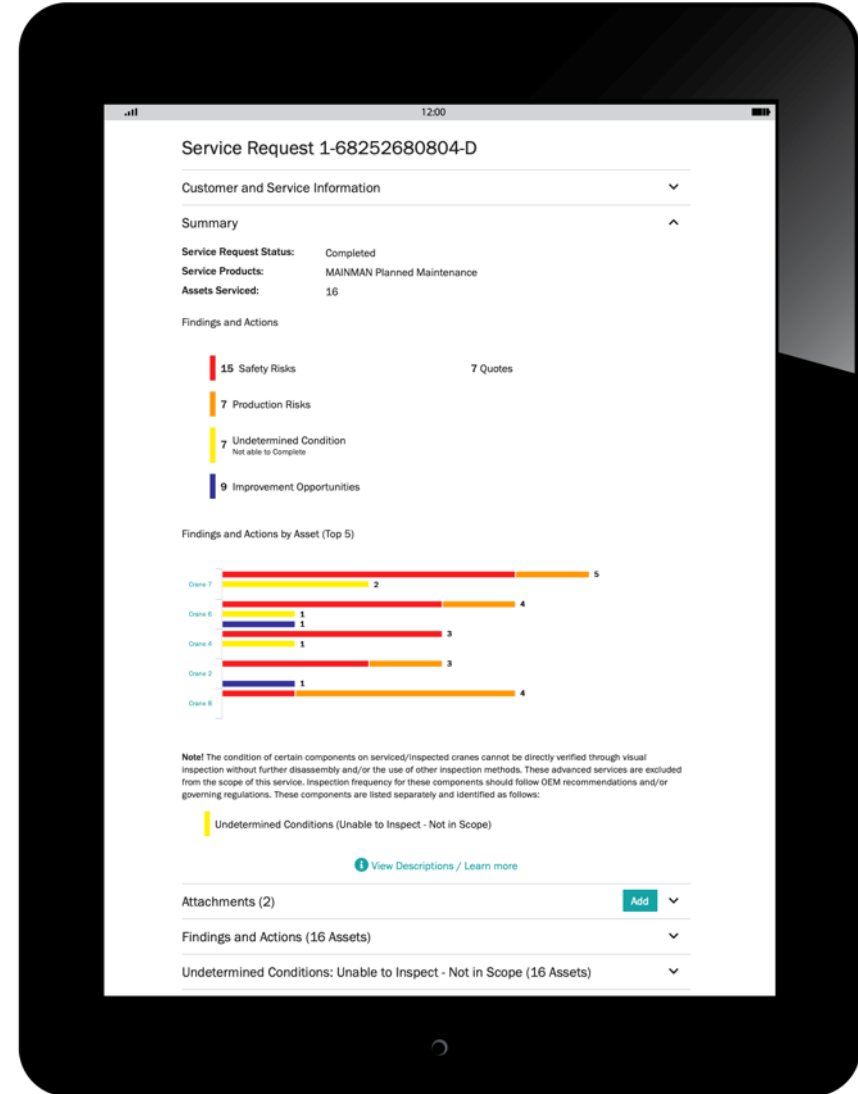 12:00
Service Request 1-68252680804-D
Customer and Service Information
Summary
Service Request Status: Completed
Service Products: MAINMAN Planned Maintenance
Assets Serviced: 16
Findings and Actions
15 Safety Risks 7 Quotes
7 Production Risks
7 Undetermined Condition
Not able to Complete
9 Improvement Opportunities
Findings and Actions by Asset (Top 5)
5
Crane 7 2
4
Crane 6 1
1
3
Crane 4 1
3
Crane 2
1
4
Crane 8
Note! The condition of certain components on serviced/inspected cranes cannot be directly verified through visual
inspection without further disassembly and/or the use of other inspection methods. These advanced services are excluded
from the scope of this service. Inspection frequency for these components should follow OEM recommendations and/or
governing regulations. These components are listed separately and identified as follows:
Undetermined Conditions (Unable to Inspect - Not in Scope)
View Descriptions / Learn more
Attachments (2) Add
Findings and Actions (16 Assets)
Undetermined Conditions: Unable to Inspect - Not in Scope (16 Assets)